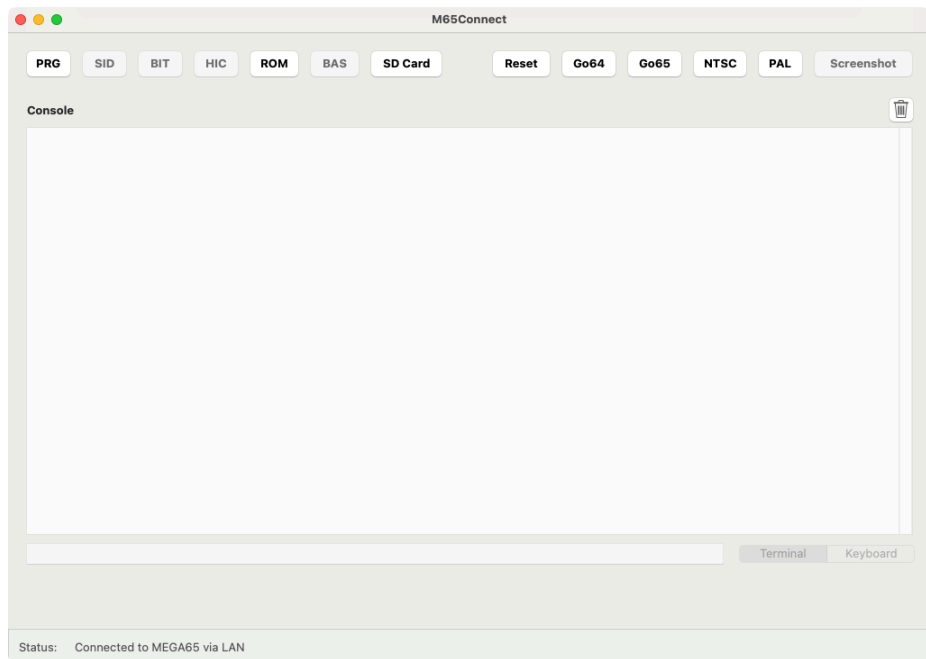 M65Connect
PRG SID BIT HIC ROM BAS SD Card Reset Go64 Go65 NTSC PAL Screenshot
Console
Terminal Keyboard
Status: Connected to MEGA65 via LAN